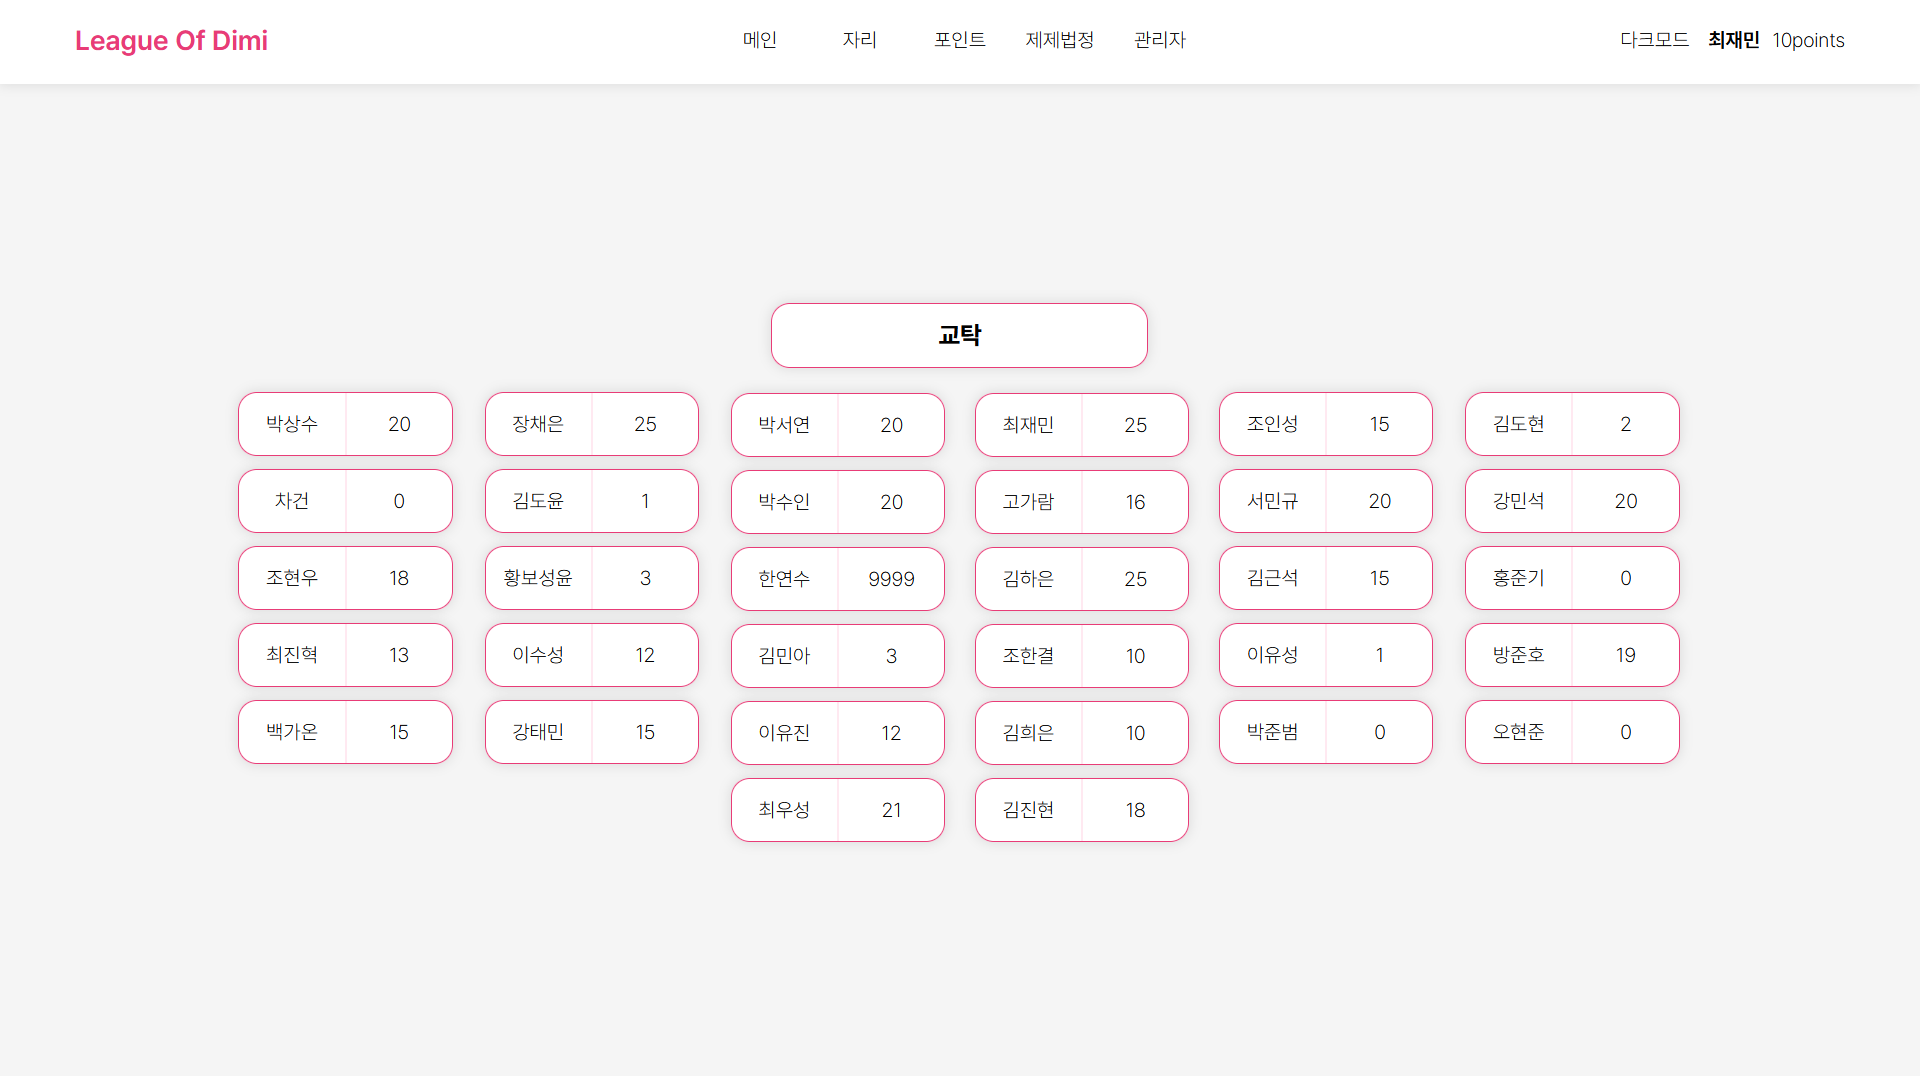 League Of Dimi 메인 자리 포인트 제제법정 관리자 다크모드 최재민 10points
교탁
박상수 20 장채은 25 박서연 20 최재민 25 조인성 15 김도현 2
차건 0 김도윤 1 박수인 20 고가람 16 서민규 20 강민석 20
조현우 18 황보성윤 3 한연수 9999 김하은 25 김근석 15 홍준기 0
최진혁 13 이수성 12 김민아 3 조한결 10 이유성 1 방준호 19
백가온 15 강태민 15 이유진 12 김희은 10 박준범 0 오현준 0
최우성 21 김진현 18